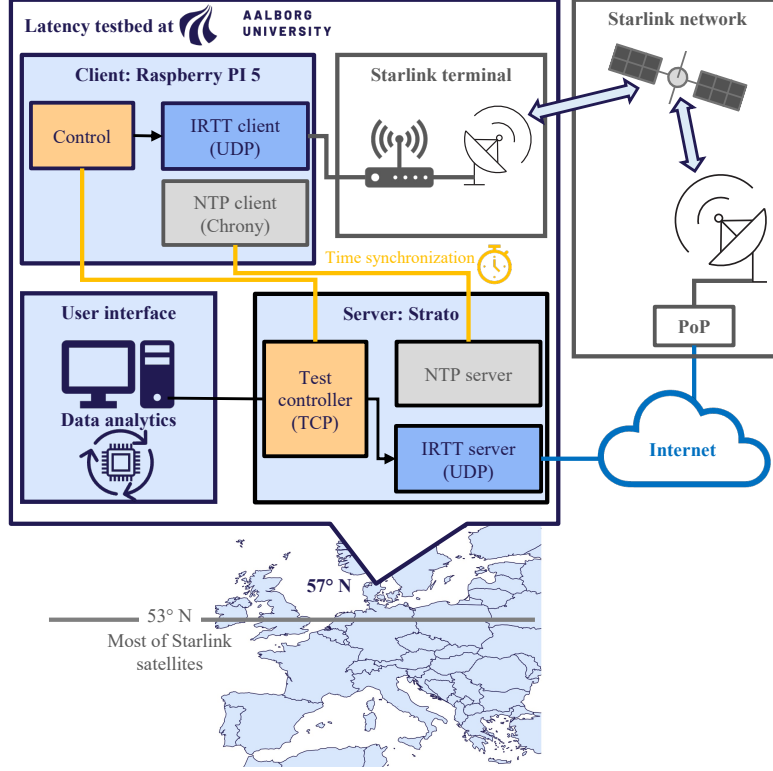 Latency testbed at
AALBORG
UNIVERSITY
Starlink network
Client: Raspberry PI 5
Starlink terminal
Control
IRTT client
(UDP)
NTP client
(Chrony)
Time synchronization
User interface
Server: Strato
PoP
Test
controller
(TCP)
NTP server
Data analytics
IRTT server
(UDP)
Internet
57° N
53° N
Most of Starlink
satellites